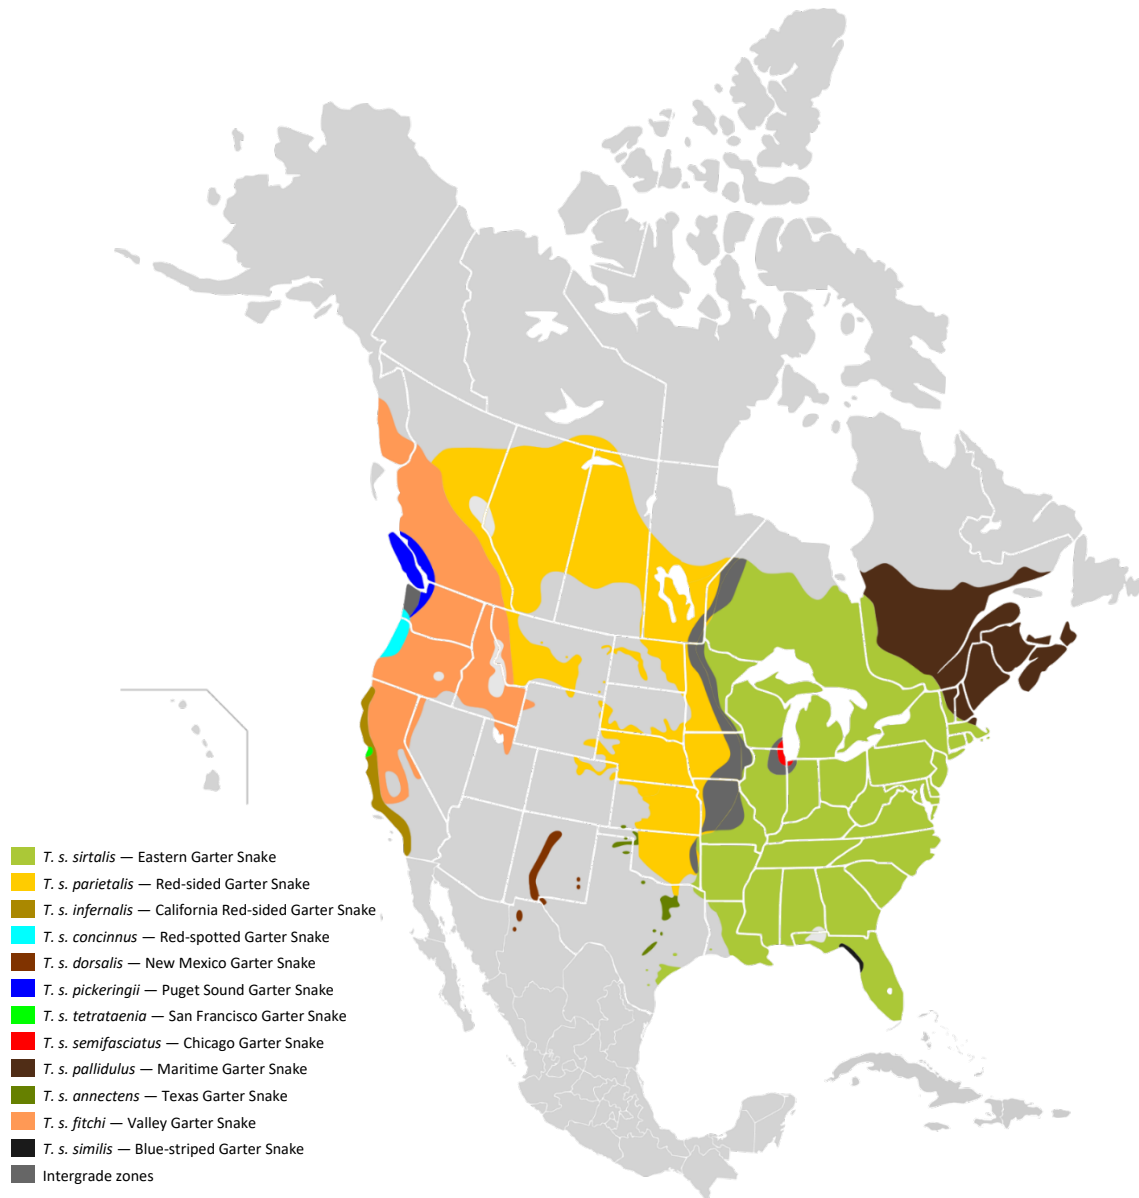 T. s. sirtalis — Eastern Garter Snake
T. s. parietalis — Red-sided Garter Snake
T. s. infernalis — California Red-sided Garter Snake
T. s. concinnus — Red-spotted Garter Snake
T. s. dorsalis — New Mexico Garter Snake
T. s. pickeringii — Puget Sound Garter Snake
T. s. tetrataenia — San Francisco Garter Snake
T. s. semifasciatus — Chicago Garter Snake
T. s. pallidulus — Maritime Garter Snake
T. s. annectens — Texas Garter Snake
T. s. fitchi — Valley Garter Snake
T. s. similis — Blue-striped Garter Snake
Intergrade zones